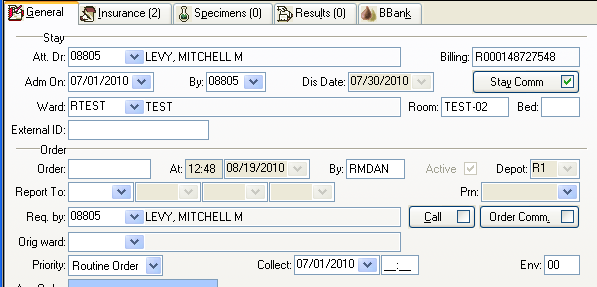 General Insurance (2) Specimens (0) Results (0) BBank
Stay
Att. Dr: 08805 LEVY, MITCHELL M Billing: R000148727548
Adm On: 07/01/2010 By: 08805 Dis Date: 07/30/2010 Stay Comm
Ward: RTEST TEST Room: TEST-02 Bed:
External ID:
Order
Order: At: 12:48 08/19/2010 By: RMDAN Active Depot: R1
Report To: Prn:
Req. by: 08805 LEVY, MITCHELL M Call Order Comm.
Orig ward:
Priority: Routine Order Collect: 07/01/2010 __:__ Env: 00